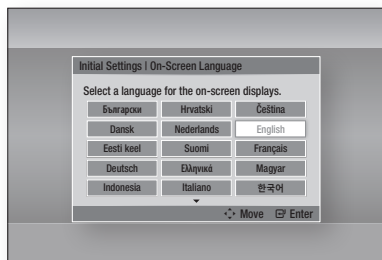 Initial Settings | On-Screen Language
Select a language for the on-screen displays.
Български Hrvatski Čeština
Dansk Nederlands English
Eesti keel Suomi Français
Deutsch Ελληνικά Magyar
Indonesia Italiano 한국어
Move Enter